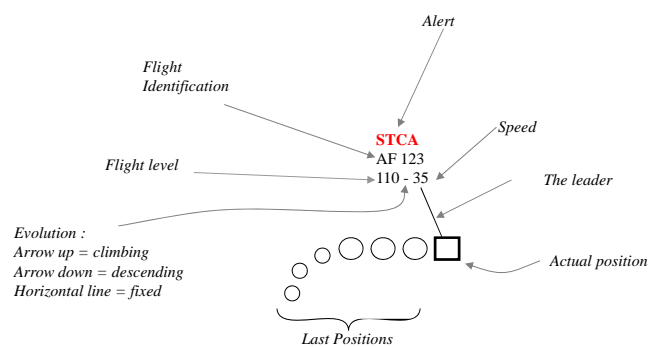 Alert
Flight
Identification
STCA
Speed
AF 123
Flight level
110 - 35
The leader
Evolution :
Arrow up = climbing
Arrow down = descending
Horizontal line = fixed
Actual position
Last Positions